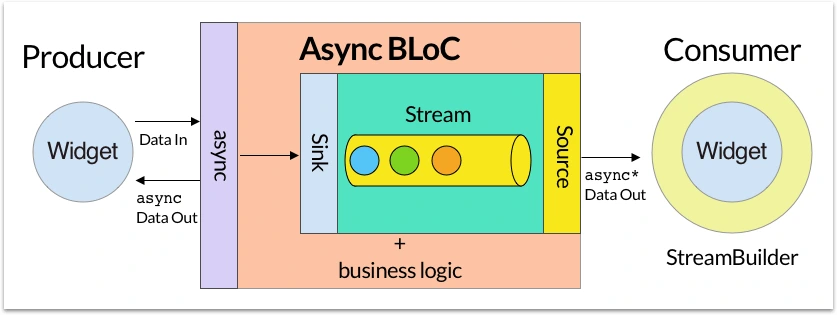 Producer
Async BLoC
Consumer
Widget
Data In
async
Data Out
async
Sink
Stream
Source
async*
Data Out
Widget
StreamBuilder
+
business logic